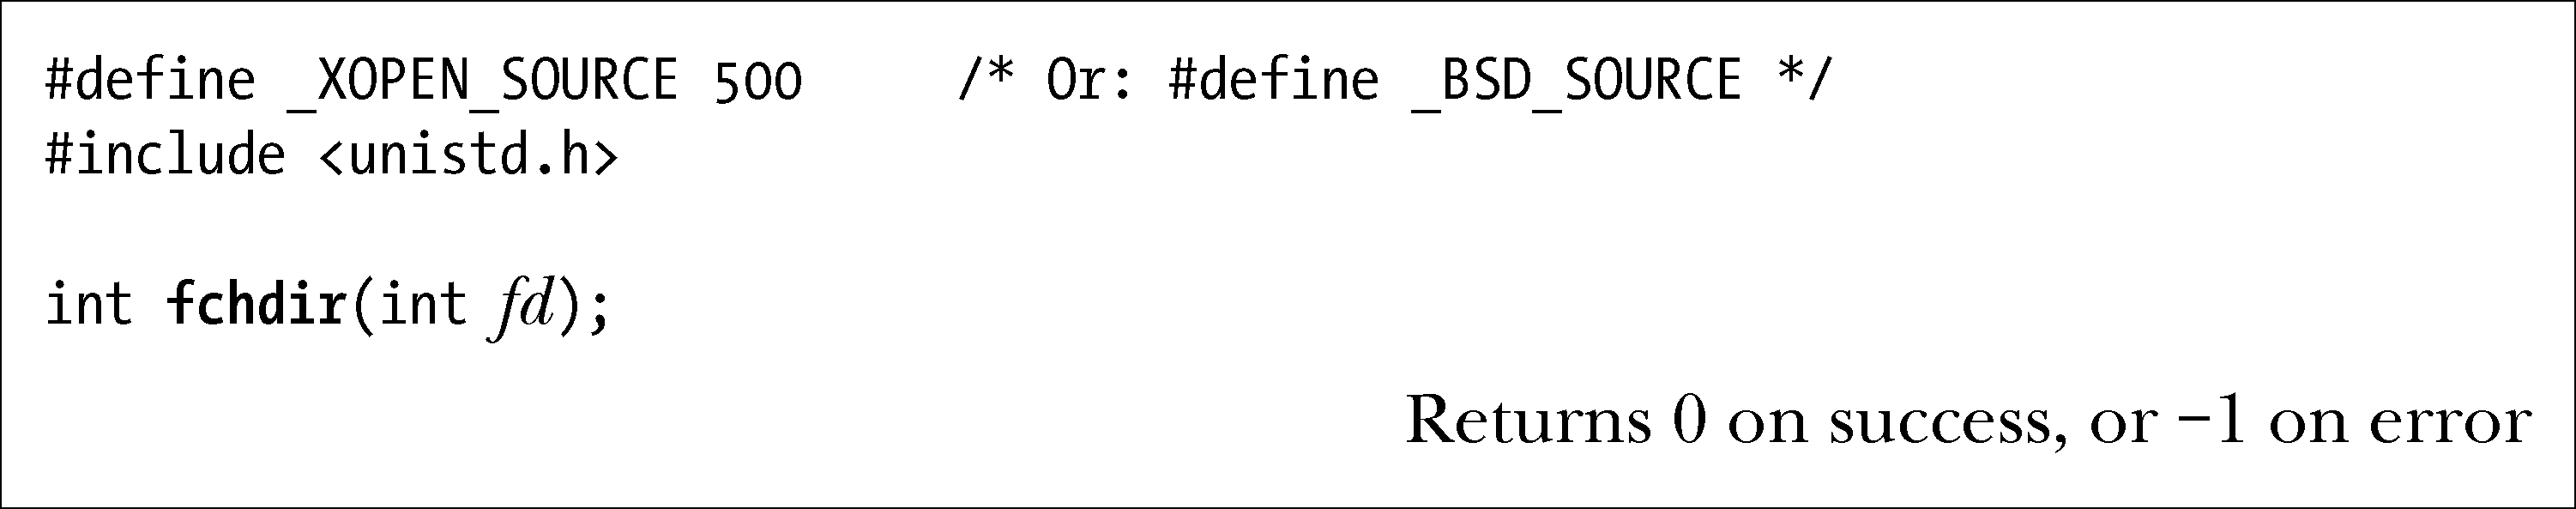 #define _XOPEN_SOURCE 500 /* Or: #define _BSD_SOURCE */
#include <unistd.h>
int fchdir(int fd);
Returns 0 on success, or −1 on error